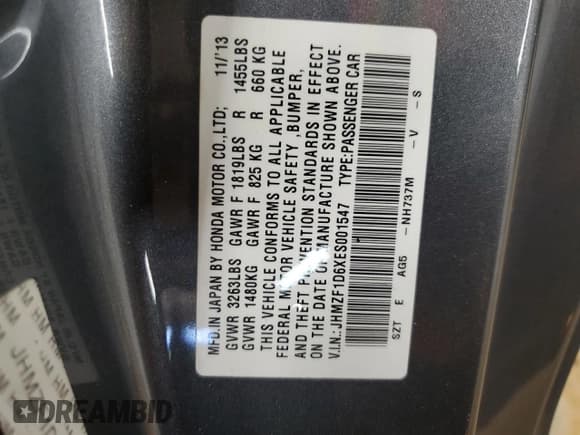 MFD.IN JAPAN BY HONDA MOTOR CO.,LTD; 11/'13
GVWR 3263LBS GAWR F 1819LBS R 1455LBS
GVWR 1480KG GAWR F 825 KG R 660 KG
THIS VEHICLE CONFORMS TO ALL APPLICABLE
FEDERAL MOTOR VEHICLE SAFETY ,BUMPER,
AND THEFT PREVENTION STANDARDS IN EFFECT
ON THE DATE OF MANUFACTURE SHOWN ABOVE.
V.IN.:JHMZF1D6XES001547 TYPE:PASSENGER CAR
SZT E AG5 -NH737M -V -S
DREAMBID